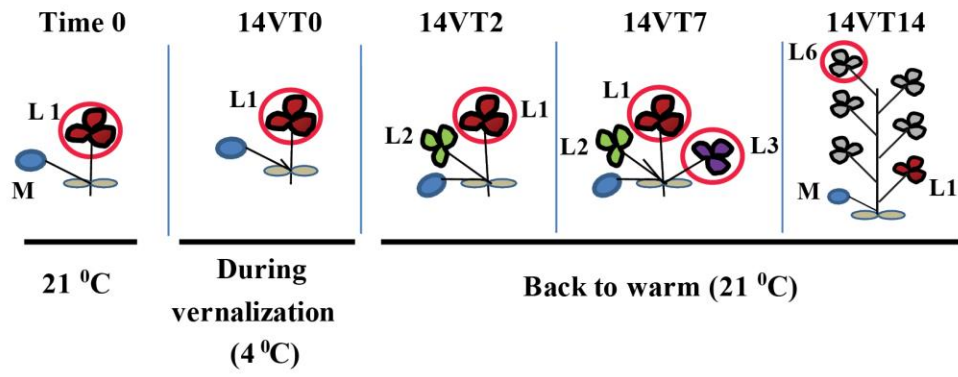 Time 0 14VT0 14VT2 14VT7 14VT14
L 1 L1 L2 L1 L1 L2 L3 L6 L1
M M
21 ⁰C
During
vernalization
(4 ⁰C)
Back to warm (21 ⁰C)